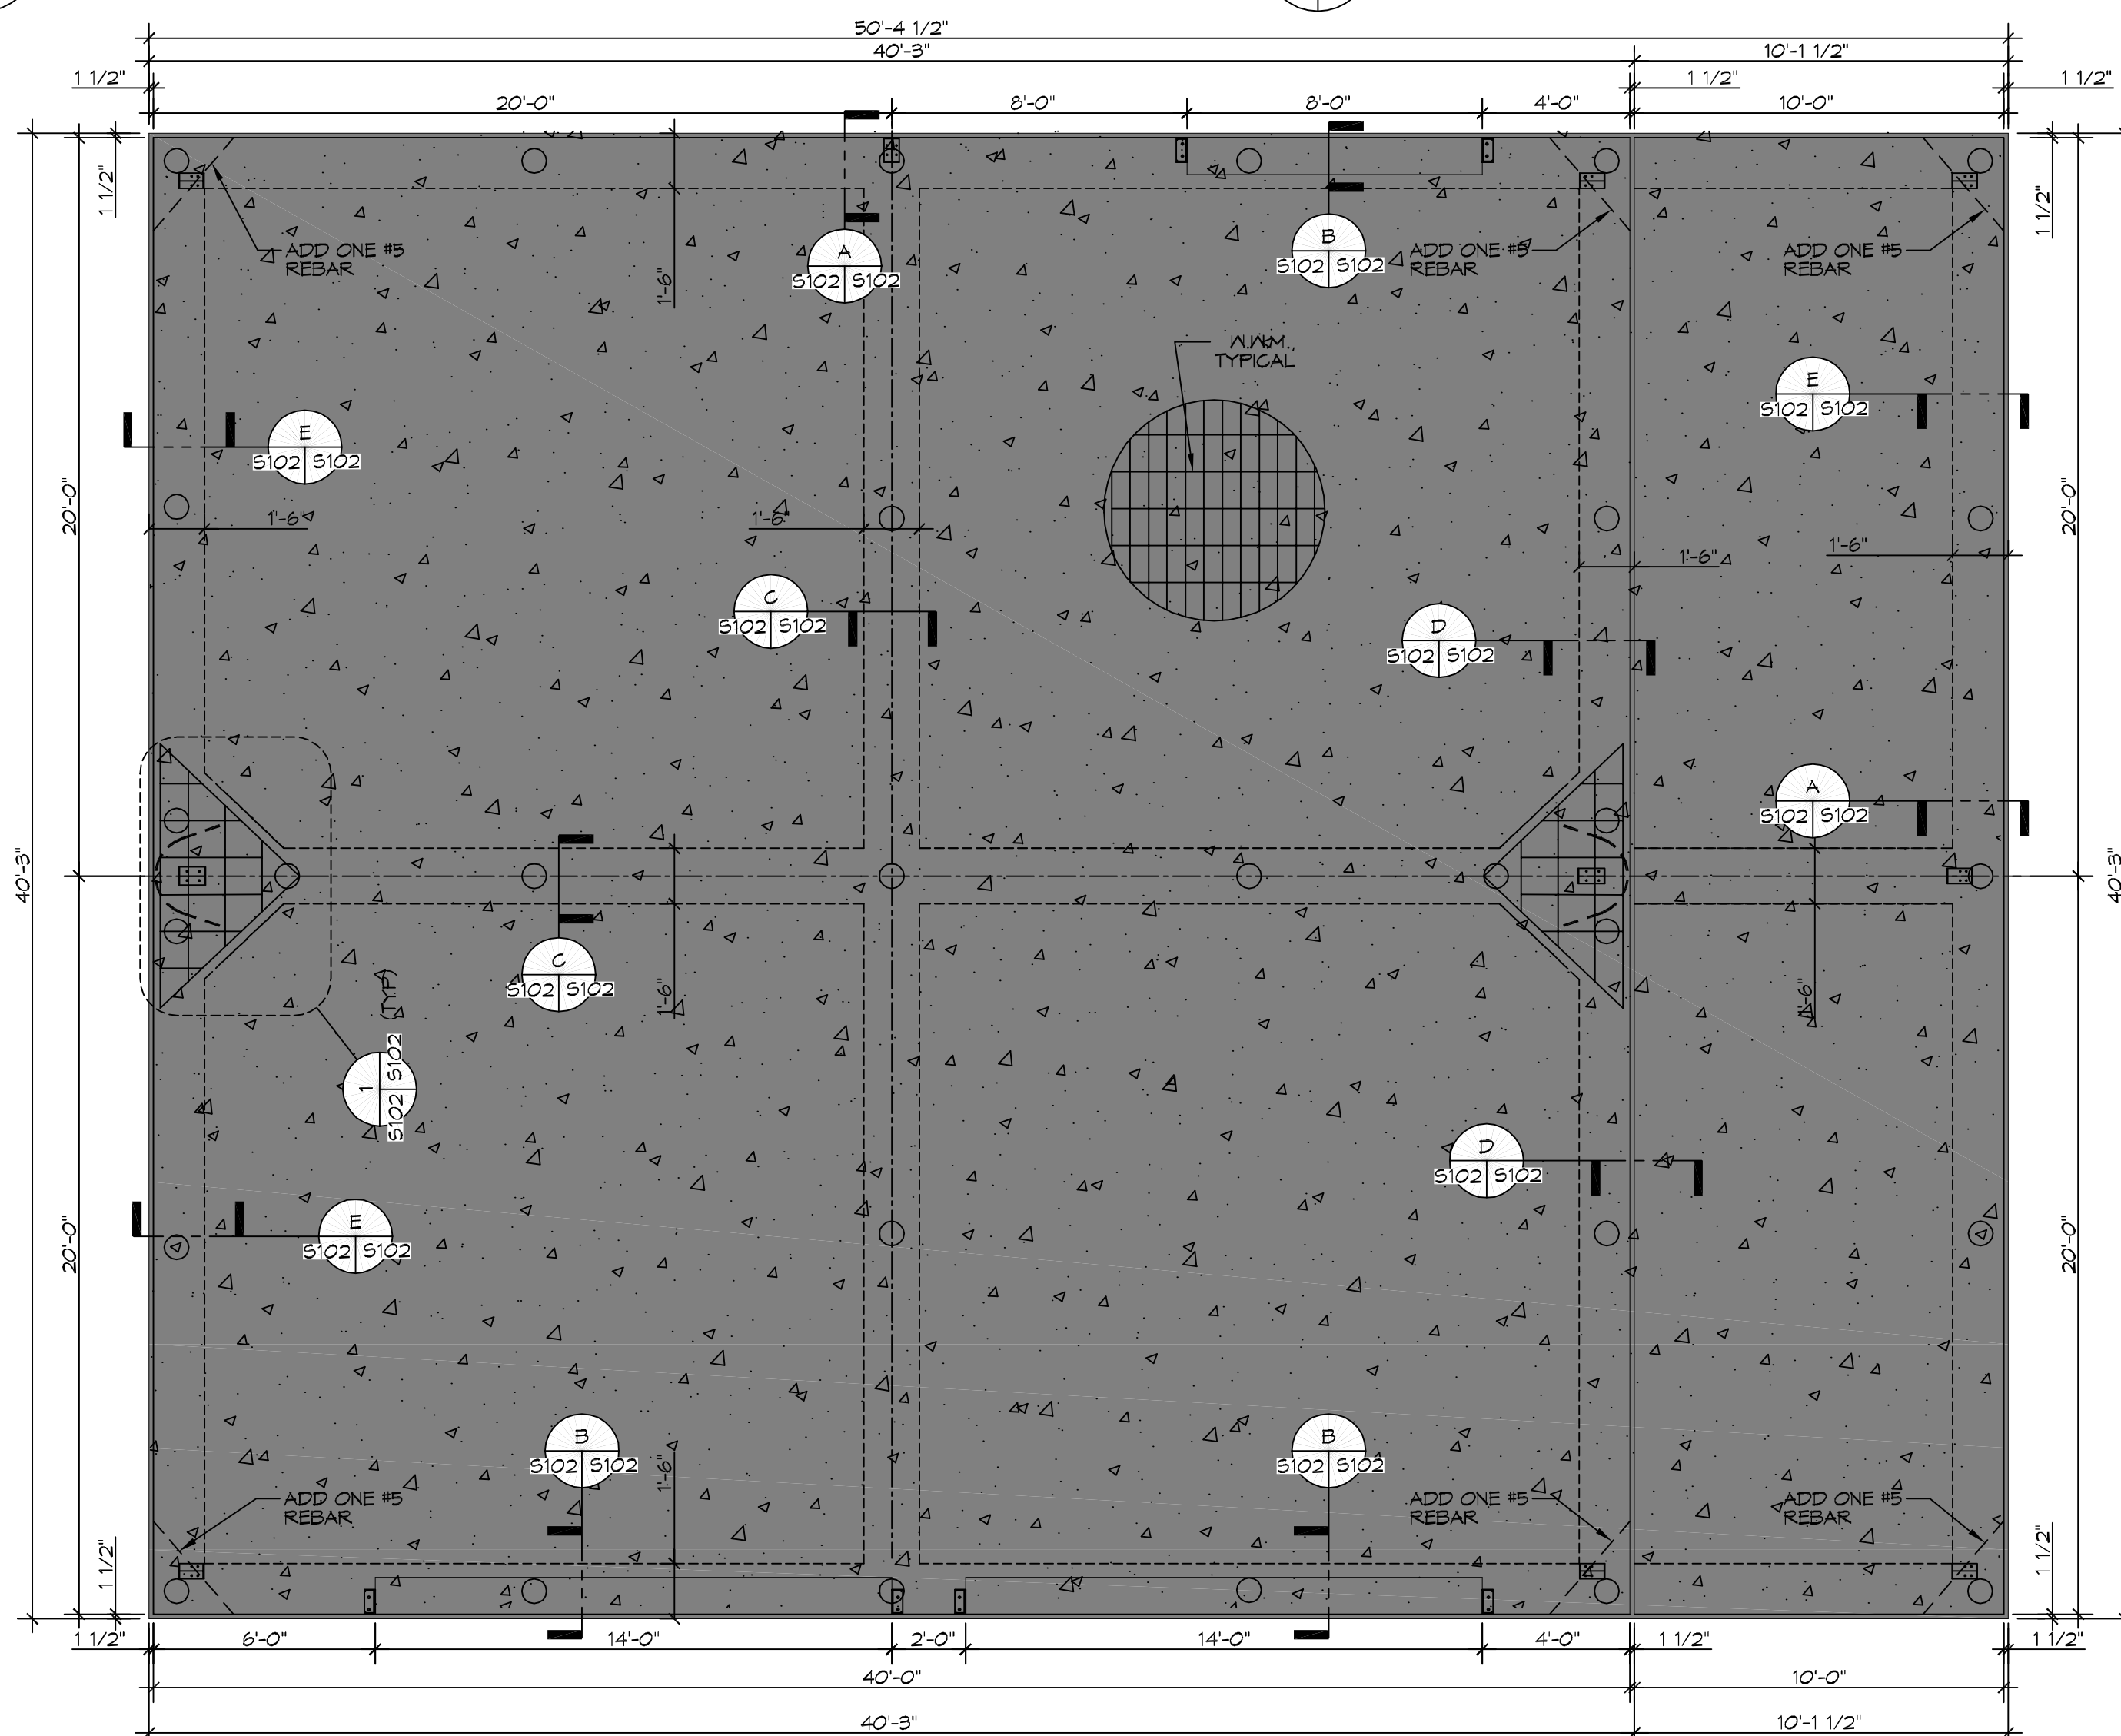 50'-4 1/2"
40'-3"
10'-1 1/2"
1 1/2"
1 1/2"
1 1/2"
20'-0"
8'-0"
8'-0"
4'-0"
10'-0"
1 1/2"
1 1/2"
ADD ONE #5
REBAR
1'-6"
A
S102 S102
B
S102 S102
ADD ONE #5
REBAR
ADD ONE #5
REBAR
W.W.M.,
TYPICAL
E
S102 S102
E
S102 S102
20'-0"
1'-6"
1'-6"
1'-6"
1'-6"
20'-0"
C
S102 S102
D
S102 S102
A
S102 S102
40'-3"
40'-3"
C
S102 S102
(TYP)
1'-6"
1'-6"
1
S102 S102
D
S102 S102
E
S102 S102
20'-0"
20'-0"
B
S102 S102
B
S102 S102
1'-6"
ADD ONE #5
REBAR
ADD ONE #5
REBAR
ADD ONE #5
REBAR
1 1/2"
1 1/2"
1 1/2"
6'-0"
14'-0"
2'-0"
14'-0"
4'-0"
1 1/2"
1 1/2"
40'-0"
10'-0"
40'-3"
10'-1 1/2"